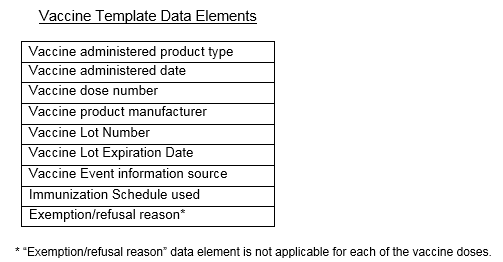 Vaccine Template Data Elements
Vaccine administered product type
Vaccine administered date
Vaccine dose number
Vaccine product manufacturer
Vaccine Lot Number
Vaccine Lot Expiration Date
Vaccine Event information source
Immunization Schedule used
Exemption/refusal reason*
* “Exemption/refusal reason” data element is not applicable for each of the vaccine doses.